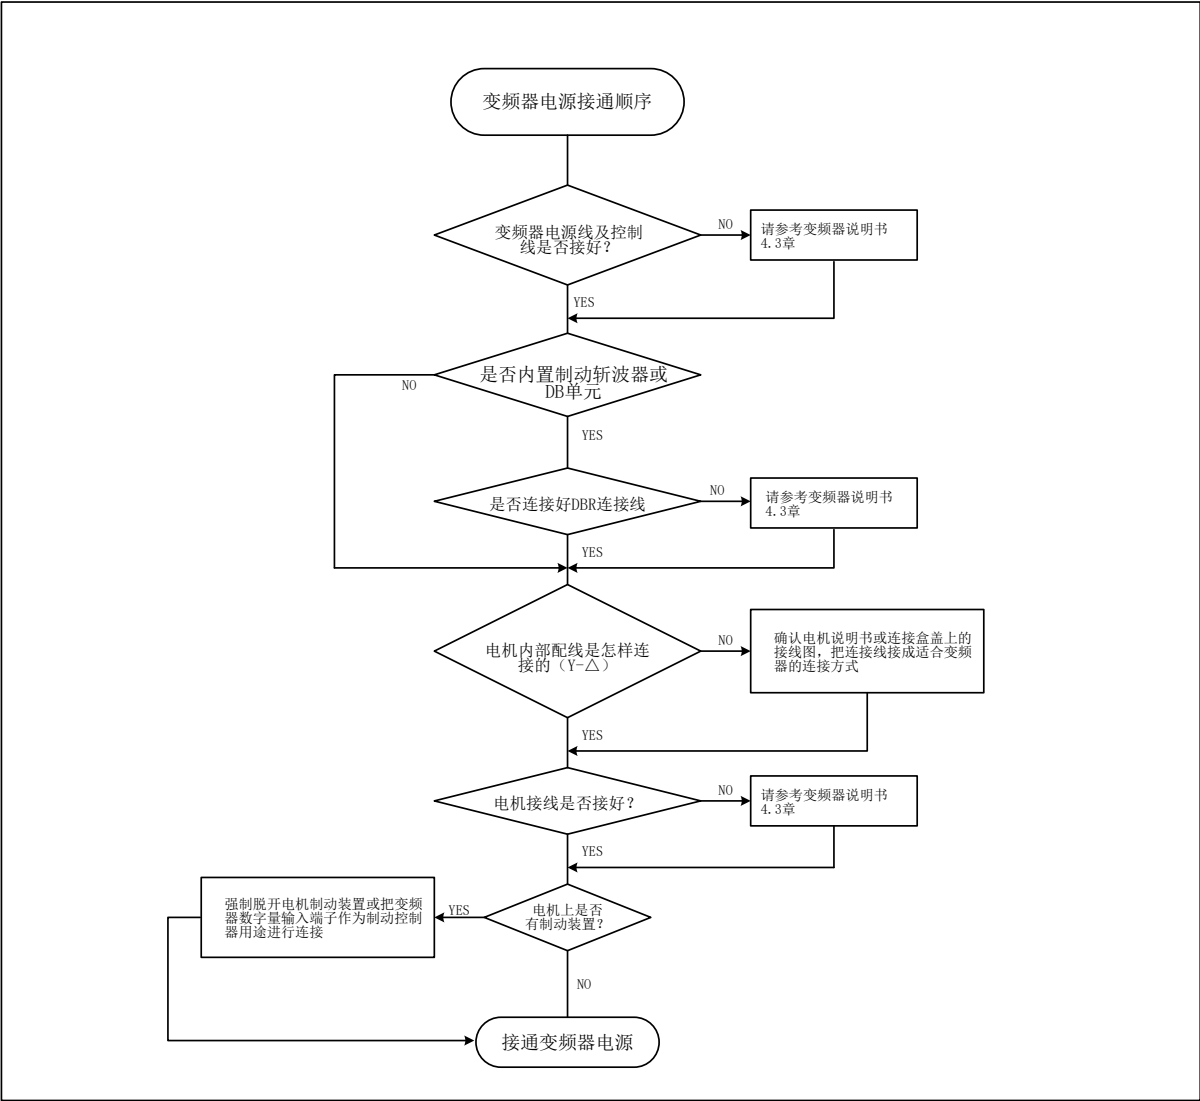 变频器电源接通顺序
变频器电源线及控制
线是否接好？
NO
请参考变频器说明书
4.3章
YES
是否内置制动斩波器或
DB单元
NO
YES
是否连接好DBR连接线
NO
请参考变频器说明书
4.3章
YES
电机内部配线是怎样连
接的（Y-△）
NO
确认电机说明书或连接盒盖上的
接线图，把连接线接成适合变频
器的连接方式
YES
电机接线是否接好？
NO
请参考变频器说明书
4.3章
YES
电机上是否
有制动装置？
YES
强制脱开电机制动装置或把变频
器数字量输入端子作为制动控制
器用途进行连接
NO
接通变频器电源